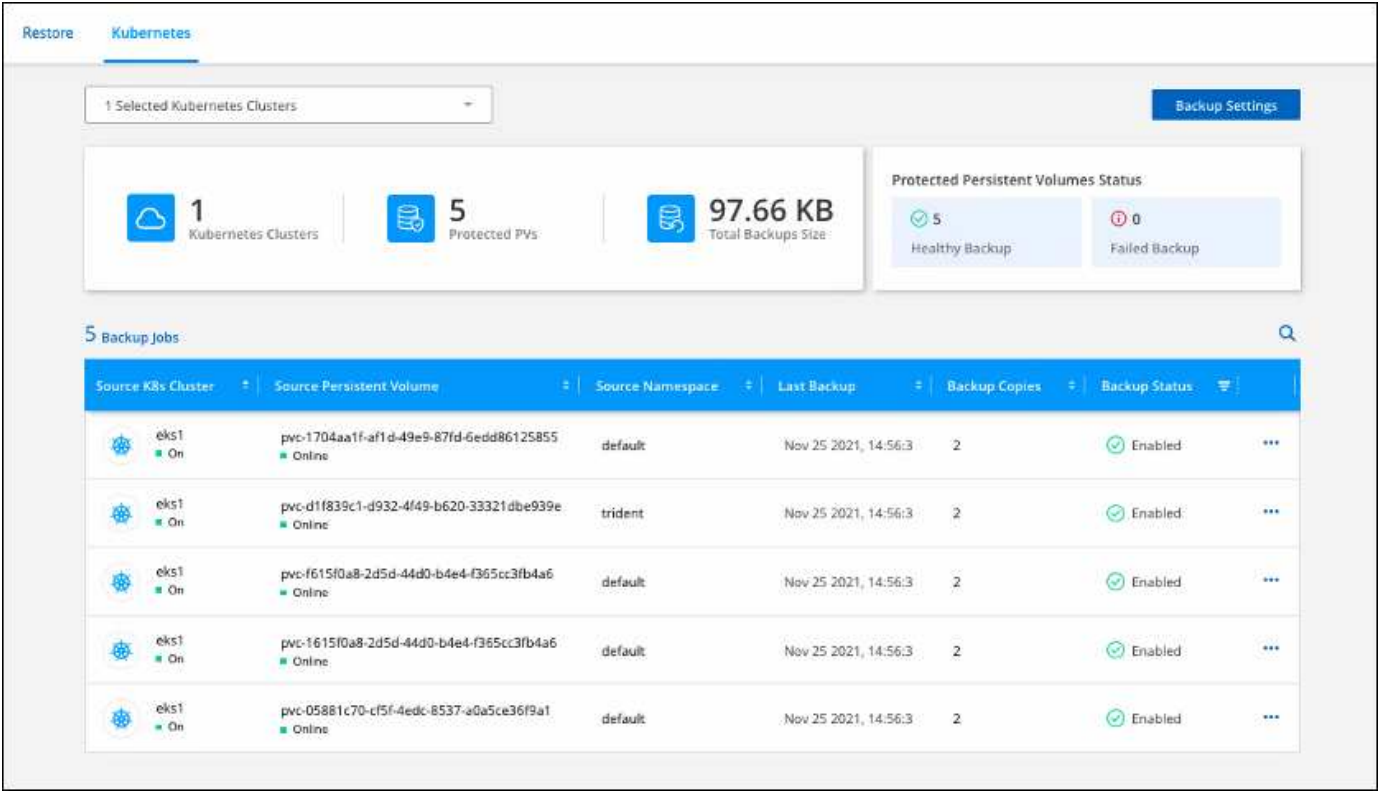 Restore Kubernetes
1 Selected Kubernetes Clusters
Backup Settings
1
Kubernetes Clusters
5
Protected PVs
97.66 KB
Total Backups Size
Protected Persistent Volumes Status
5
Healthy Backup
0
Failed Backup
5 Backup Jobs
Source K8s Cluster Source Persistent Volume Source Namespace Last Backup Backup Copies Backup Status
eks1 pvc-1704aa1f-af1d-49e9-87fd-6edd86125855 default Nov 25 2021, 14:56:3 2 Enabled
On Online
eks1 pvc-d1f839c1-d932-4f49-b620-33321dbe939e trident Nov 25 2021, 14:56:3 2 Enabled
On Online
eks1 pvc-f615f0a8-2d5d-44d0-b4e4-f365cc3fb4a6 default Nov 25 2021, 14:56:3 2 Enabled
On Online
eks1 pvc-1615f0a8-2d5d-44d0-b4e4-f365cc3fb4a6 default Nov 25 2021, 14:56:3 2 Enabled
On Online
eks1 pvc-05881c70-cf5f-4edc-8537-a0a5ce36f9a1 default Nov 25 2021, 14:56:3 2 Enabled
On Online